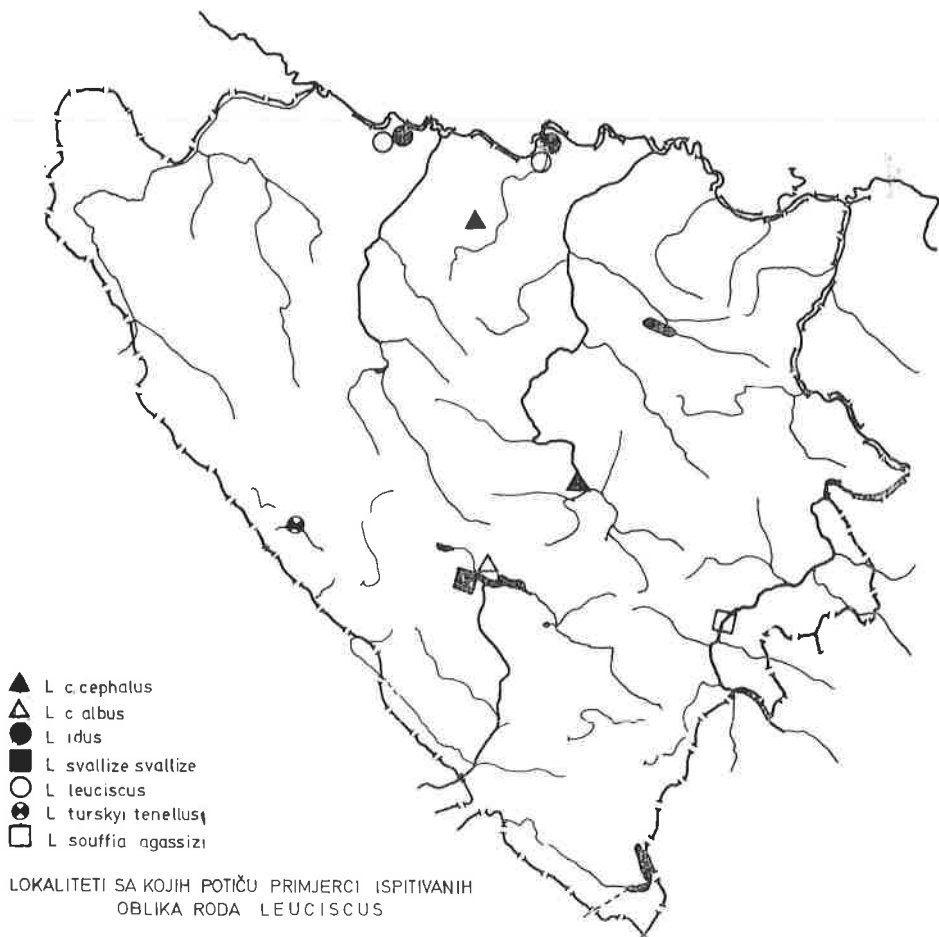 L c. cephalus
L c albus
L idus
L svallize svallize
L leuciscus
L turskyi tenellus
L souffia agassizi
LOKALITETI SA KOJIH POTIČU PRIMJERCI ISPITIVANIH
OBLIKA RODA LEUCISCUS